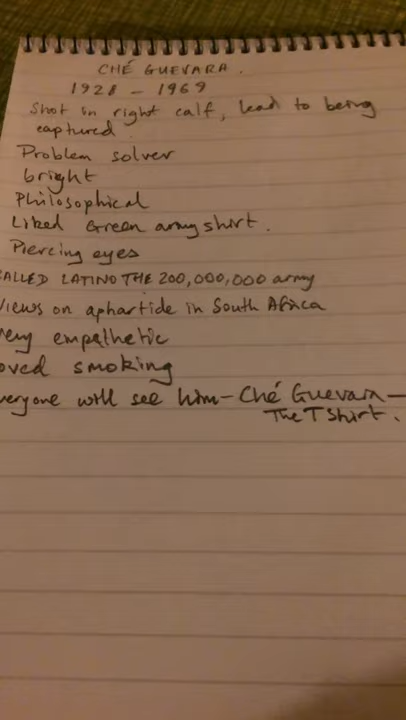 CHÉ GUEVARA.
1928 – 1969
Shot in right calf, lead to being
captured.
Problem solver
bright
Philosophical
Liked Green army shirt.
Piercing eyes
ALLED LATINO THE 200,000,000 army
views on aphartide in South Africa
ery empathetic
oved smoking
veryone will see him – Ché Guevara –
The T Shirt.